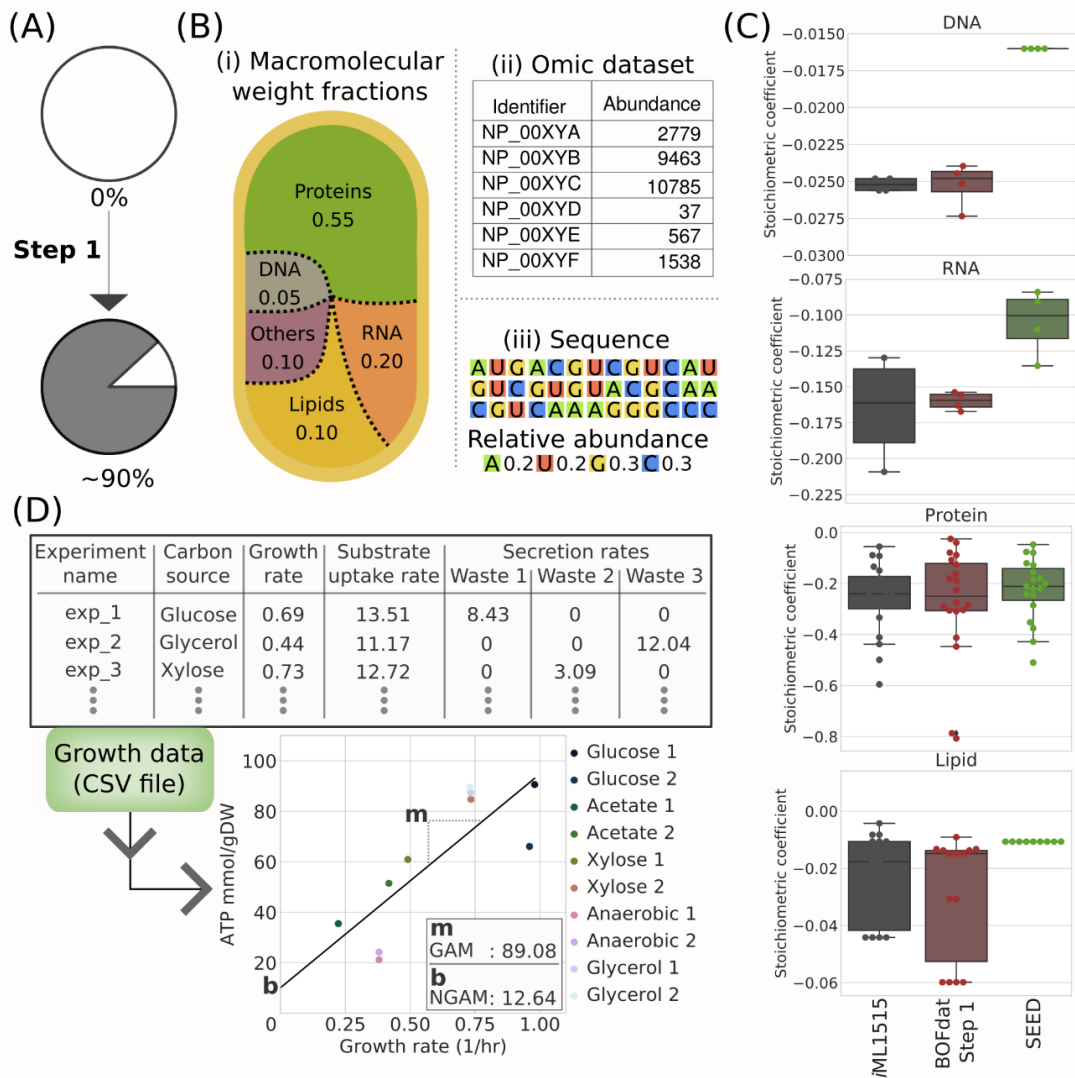 (A)
0%
Step 1
~90%
(B)
(i) Macromolecular
weight fractions
Proteins
0.55
DNA
0.05
Others
0.10
RNA
0.20
Lipids
0.10
(ii) Omic dataset
Identifier Abundance
NP_00XYA 2779
NP_00XYB 9463
NP_00XYC 10785
NP_00XYD 37
NP_00XYE 567
NP_00XYF 1538
(iii) Sequence
A U G A C G U C G U C A U
G U C G U G U A C G C A A
C G U C A A A G G G C C C
Relative abundance
A 0.2 U 0.2 G 0.3 C 0.3
(C)
DNA
Stoichiometric coefficient
−0.0150
−0.0175
−0.0200
−0.0225
−0.0250
−0.0275
−0.0300
RNA
Stoichiometric coefficient
−0.075
−0.100
−0.125
−0.150
−0.175
−0.200
−0.225
Protein
Stoichiometric coefficient
0.0
−0.2
−0.4
−0.6
−0.8
Lipid
Stoichiometric coefficient
0.00
−0.02
−0.04
−0.06
iML1515
BOFdat
Step 1
SEED
(D)
Experiment Carbon Growth Substrate Secretion rates
name source rate uptake rate Waste 1 Waste 2 Waste 3
exp_1 Glucose 0.69 13.51 8.43 0 0
exp_2 Glycerol 0.44 11.17 0 0 12.04
exp_3 Xylose 0.73 12.72 0 3.09 0
Growth data
(CSV file)
ATP mmol/gDW
100
80
60
40
20
b
m
m
GAM : 89.08
b
NGAM: 12.64
0 0.25 0.50 0.75 1.00
Growth rate (1/hr)
Glucose 1
Glucose 2
Acetate 1
Acetate 2
Xylose 1
Xylose 2
Anaerobic 1
Anaerobic 2
Glycerol 1
Glycerol 2